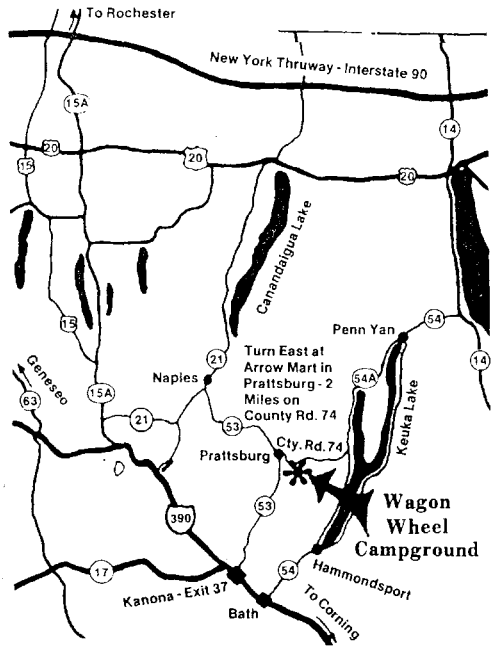 To Rochester
New York Thruway - Interstate 90
15A
14
20
20
15
20
Canandaigua Lake
15
54
Penn Yan
14
21
Turn East at
Arrow Mart in
Prattsburg - 2
Miles on
County Rd. 74
Geneseo
63
Naples
54A
Keuka Lake
15A
21
53
Cty. Rd. 74
Prattsburg
53
390
Wagon
Wheel
Campground
17
Kanona - Exit 37
54
Hammondsport
Bath
To Corning